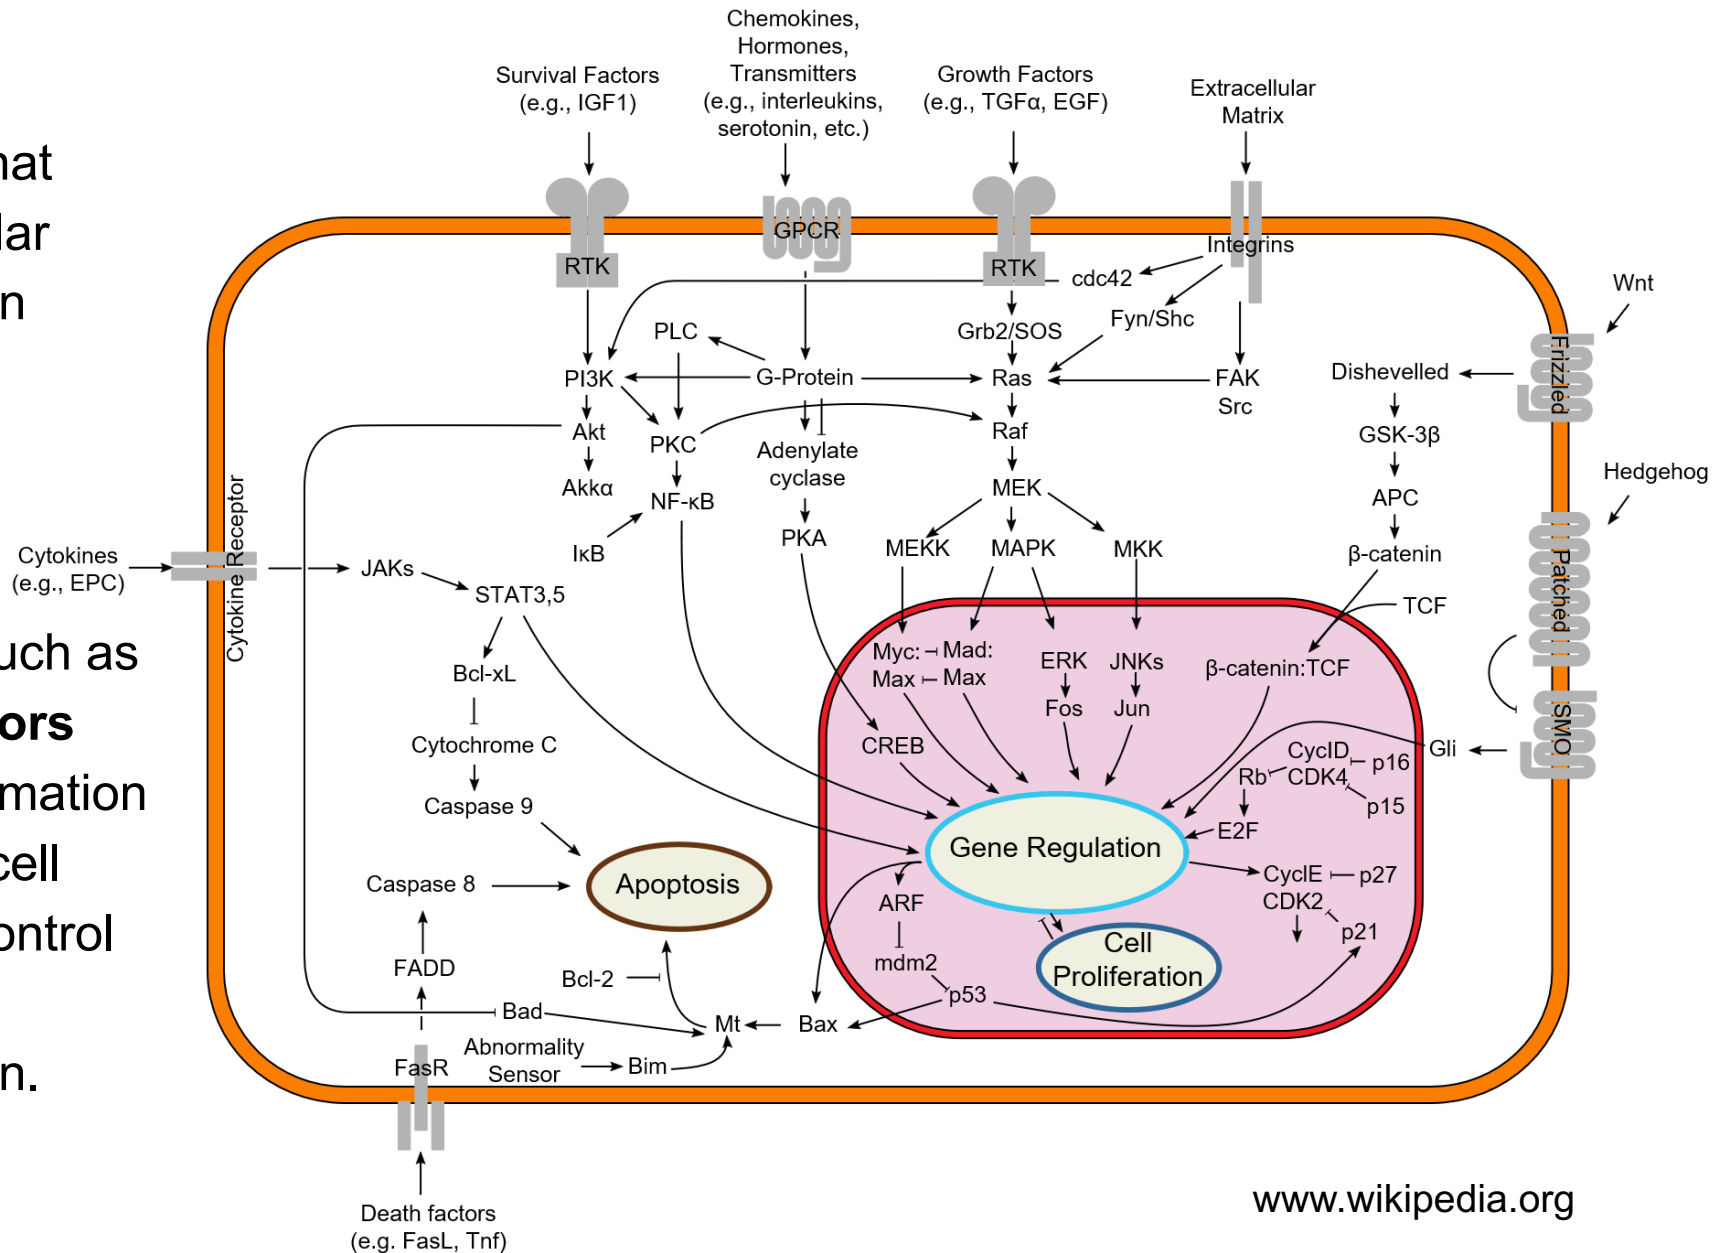 Chemokines,
Hormones,
Transmitters
(e.g., interleukins,
serotonin, etc.)
Survival Factors
(e.g., IGF1)
Growth Factors
(e.g., TGFα, EGF)
Extracellular
Matrix
RTK
GPCR
RTK
Integrins
cdc42
Fyn/Shc
Grb2/SOS
PLC
PI3K
G-Protein
Ras
FAK
Src
Wnt
Frizzled
Dishevelled
GSK-3β
APC
β-catenin
TCF
Hedgehog
Patched
SMO
Gli
Akt
Akkα
PKC
NF-κB
IκB
Adenylate
cyclase
PKA
Raf
MEK
MEKK
MAPK
MKK
Cytokines
(e.g., EPC)
Cytokine Receptor
JAKs
STAT3,5
Bcl-xL
Cytochrome C
Caspase 9
Caspase 8
Apoptosis
FADD
Bcl-2
Bad
Mt
Bax
Abnormality
Sensor
Bim
FasR
Death factors
(e.g. FasL, Tnf)
Myc:
Max
Mad:
Max
ERK
Fos
JNKs
Jun
β-catenin:TCF
CREB
CyclD
CDK4
p16
p15
Rb
E2F
Gene Regulation
CyclE
CDK2
p27
p21
ARF
mdm2
p53
Cell
Proliferation
uch as
ors
mation
cell
ontrol
n.
hat
lar
n
www.wikipedia.org